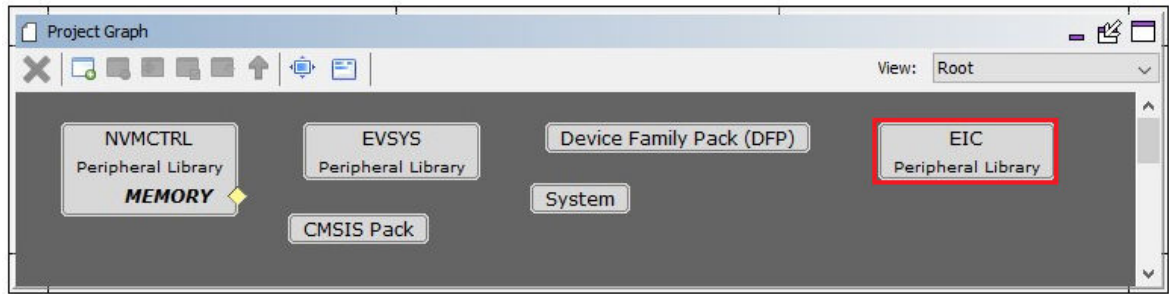 Project Graph
View: Root
NVMCTRL
Peripheral Library
MEMORY
EVSYS
Peripheral Library
Device Family Pack (DFP)
EIC
Peripheral Library
System
CMSIS Pack